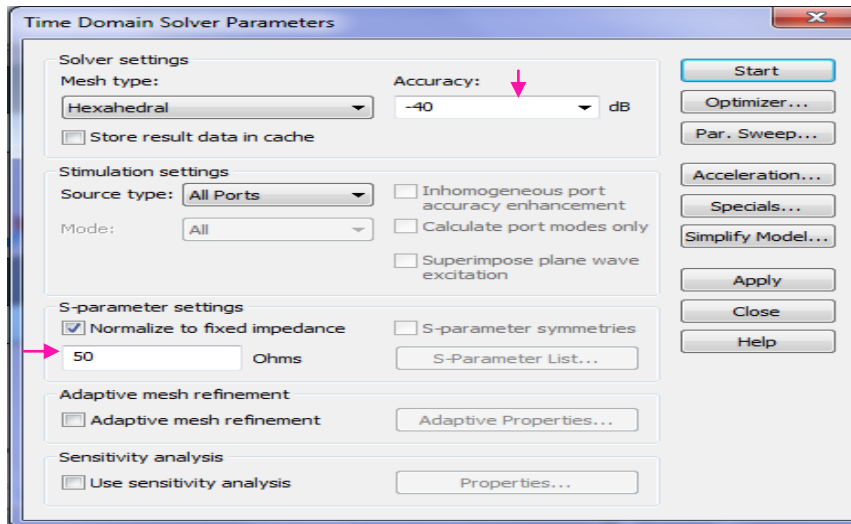 Time Domain Solver Parameters
Solver settings
Mesh type:
Accuracy:
Hexahedral
-40
dB
Store result data in cache
Stimulation settings
Source type:
All Ports
Inhomogeneous port
accuracy enhancement
Mode:
All
Calculate port modes only
Superimpose plane wave
excitation
S-parameter settings
Normalize to fixed impedance
S-parameter symmetries
50
Ohms
S-Parameter List...
Adaptive mesh refinement
Adaptive mesh refinement
Adaptive Properties...
Sensitivity analysis
Use sensitivity analysis
Properties...
Start
Optimizer...
Par. Sweep...
Acceleration...
Specials...
Simplify Model...
Apply
Close
Help